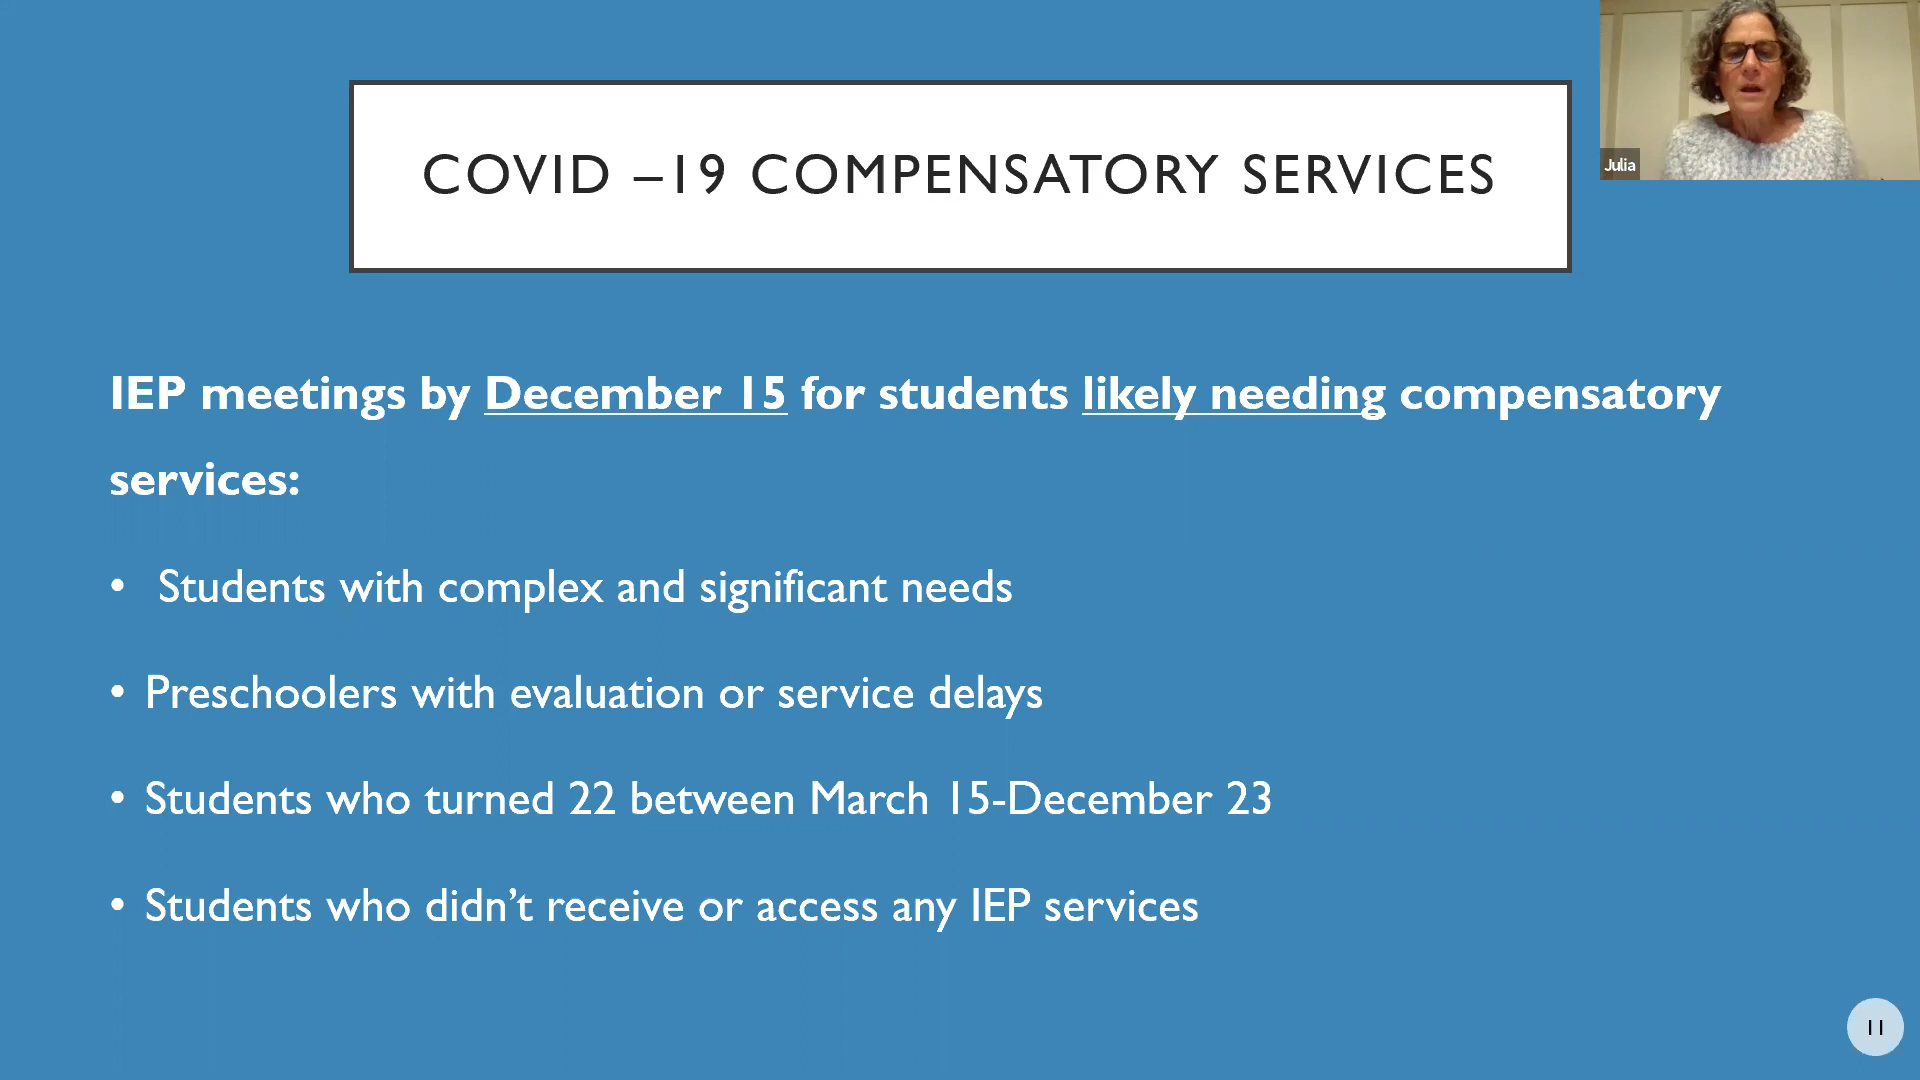 COVID –19 COMPENSATORY SERVICES
Julia
IEP meetings by December 15 for students likely needing compensatory
services:
• Students with complex and significant needs
• Preschoolers with evaluation or service delays
• Students who turned 22 between March 15-December 23
• Students who didn’t receive or access any IEP services
11